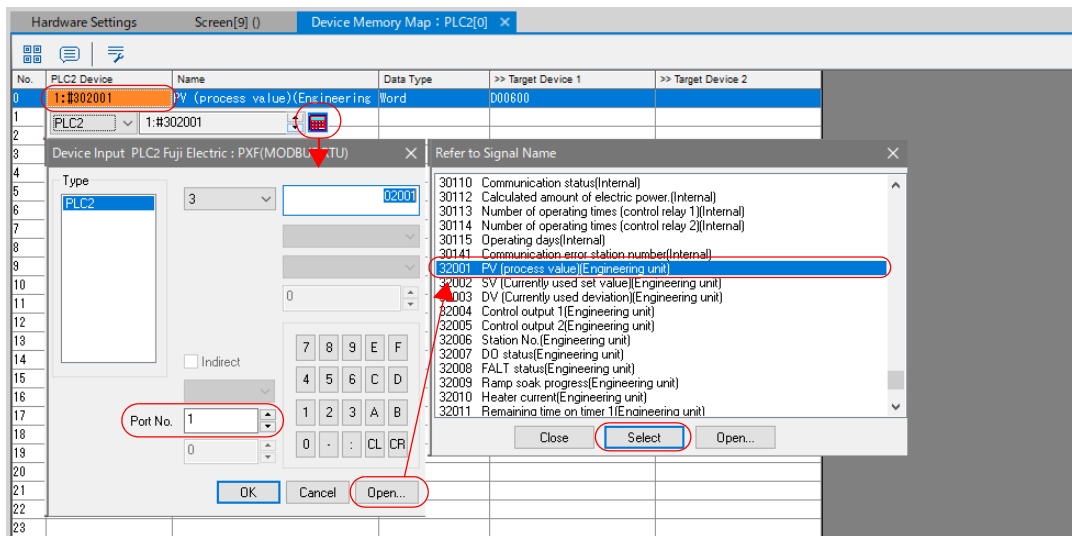 Hardware Settings Screen[9] () Device Memory Map : PLC2[0] ×
No. PLC2 Device Name Data Type >> Target Device 1 >> Target Device 2
0 1:#302001 PV (process value)(Engineering Word D00600
1 PLC2 1:#302001
2
3
4
5
6
7
8
9
10
11
12
13
14
15
16
17
18
19
20
21
22
23
Device Input PLC2 Fuji Electric : PXF(MODBUS RTU) ×
Type
PLC2
3 02001
0
Indirect
7 8 9 E F
4 5 6 C D
1 2 3 A B
0 - : CL CR
Port No. 1
0
OK Cancel Open...
Refer to Signal Name ×
30110 Communication status(Internal)
30112 Calculated amount of electric power.(Internal)
30113 Number of operating times (control relay 1)(Internal)
30114 Number of operating times (control relay 2)(Internal)
30115 Operating days(Internal)
30141 Communication error station number(Internal)
32001 PV (process value)(Engineering unit)
32002 SV (Currently used set value)(Engineering unit)
32003 DV (Currently used deviation)(Engineering unit)
32004 Control output 1(Engineering unit)
32005 Control output 2(Engineering unit)
32006 Station No.(Engineering unit)
32007 DO status(Engineering unit)
32008 FALT status(Engineering unit)
32009 Ramp soak progress(Engineering unit)
32010 Heater current(Engineering unit)
32011 Remaining time on timer 1(Engineering unit)
Close Select Open...